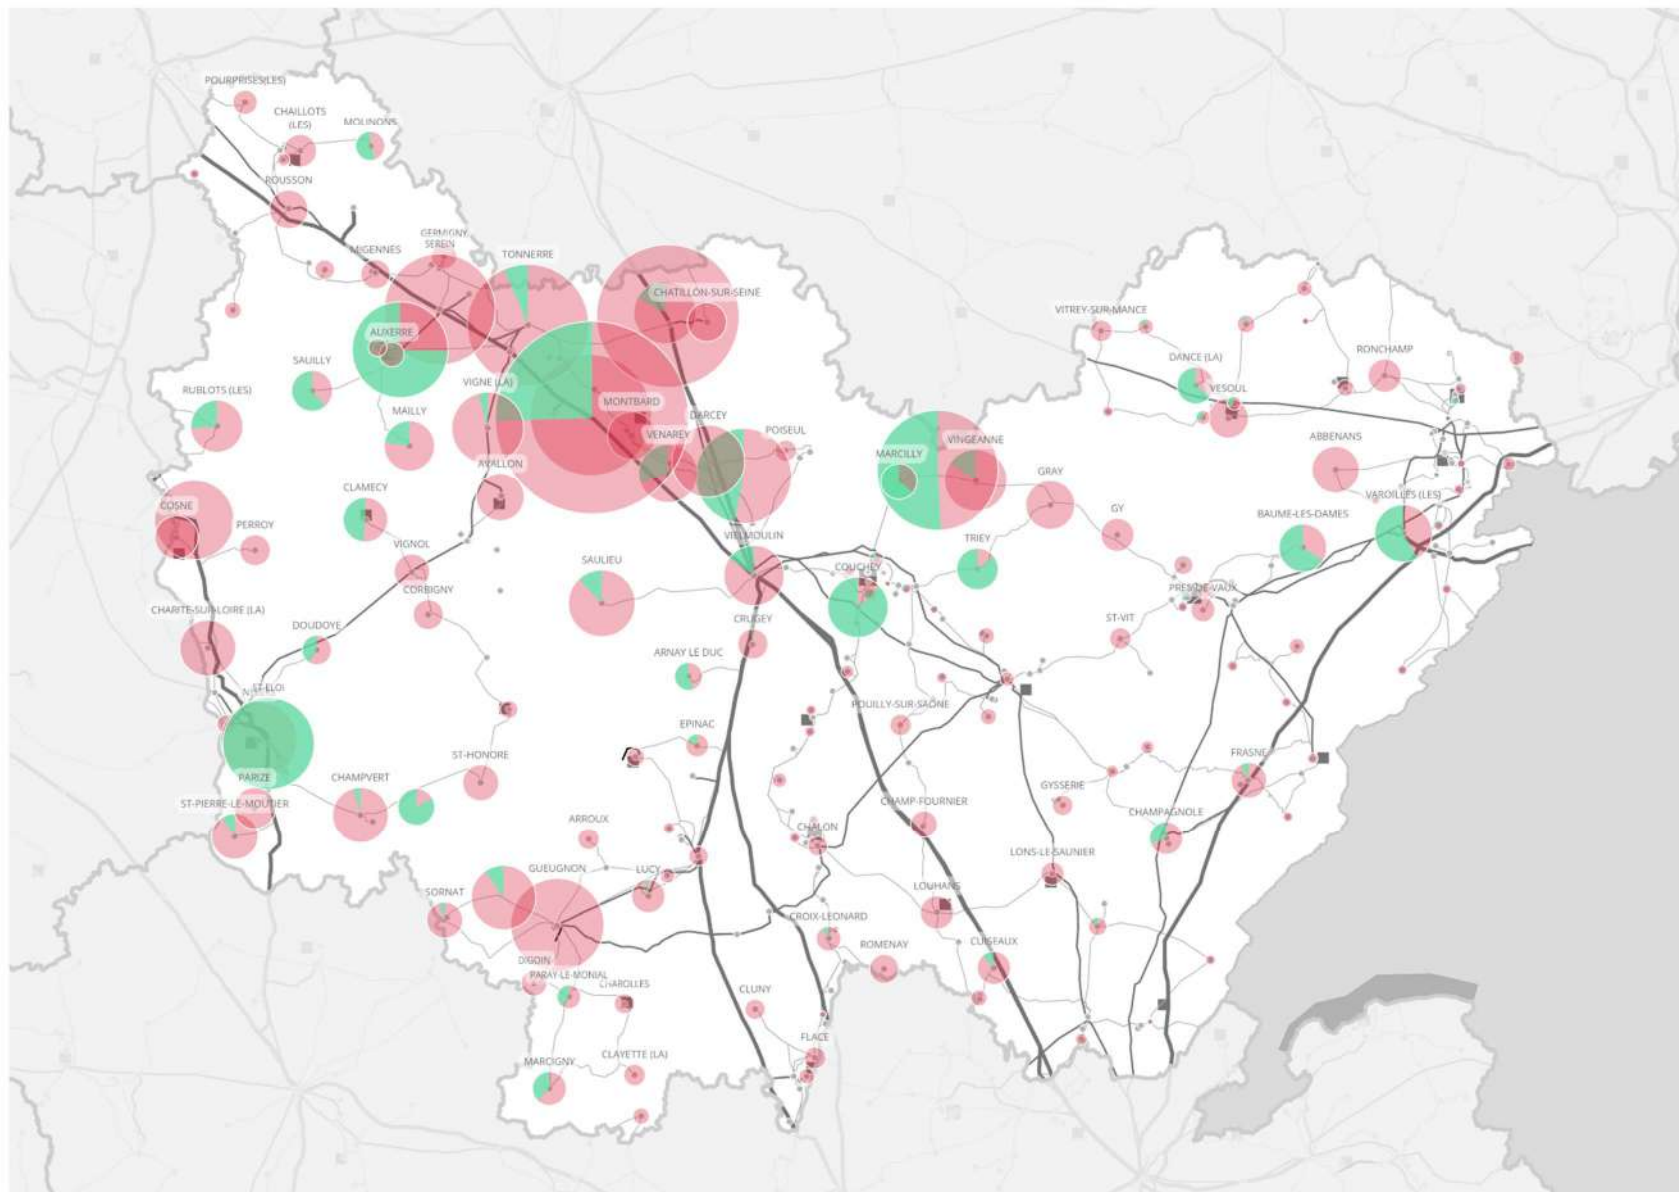 POURPRISES(LES)
CHAILLOTS
(LES)
MOLINONS
ROUSSON
MIGENNES
GERMIGNY
SEREIN
TONNERRE
CHATILLON-SUR-SEINE
AUXERRE
SAUILLY
RUBLOTS (LES)
MAILLY
VIGNE (LA)
MONTBARD
DARCEY
VENAREY
POISEUL
AVALLON
CLAMECY
COSNE
PERROY
VIGNOL
CORBIGNY
SAULIEU
VIELMOULIN
CRUGEY
MARCILLY
VINGEANNE
GRAY
GY
TRIEY
COUCHEY
VITREY-SUR-MANCE
DANCE (LA)
VESOUL
RONCHAMP
ABBENANS
VAROILLES (LES)
BAUME-LES-DAMES
PRES-DE-VAUX
ST-VIT
CHARITE-SUR-LOIRE (LA)
DOUDOYE
ST-ELOI
ARNAY LE DUC
EPINAC
POUILLY-SUR-SAONE
PARIZE
ST-PIERRE-LE-MOUTIER
CHAMPVERT
ST-HONORE
FRASNE
GYSSERIE
CHAMPAGNOLE
CHAMP-FOURNIER
CHALON
ARROUX
LONS-LE-SAUNIER
GUEUGNON
LUCY
SORNAT
LOUHANS
CROIX-LEONARD
ROMENAY
CUISEAUX
DIGOIN
PARAY-LE-MONIAL
CHAROLLES
CLUNY
FLACE
MARCIGNY
CLAYETTE (LA)